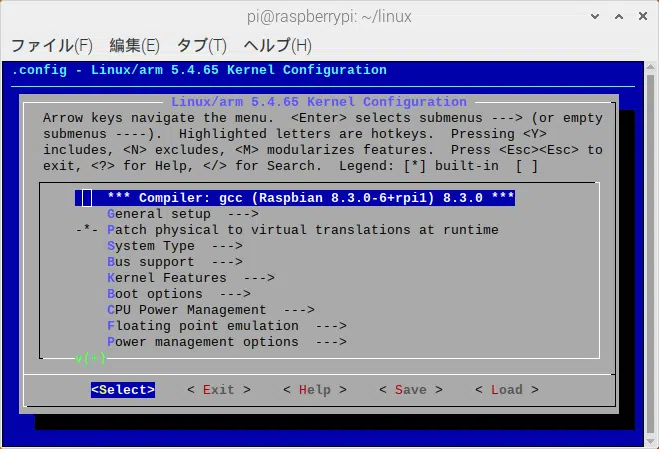 pi@raspberrypi: ~/linux
ファイル(F) 編集(E) タブ(T) ヘルプ(H)
.config - Linux/arm 5.4.65 Kernel Configuration
Linux/arm 5.4.65 Kernel Configuration
Arrow keys navigate the menu.  <Enter> selects submenus ---> (or empty
submenus ----).  Highlighted letters are hotkeys.  Pressing <Y>
includes, <N> excludes, <M> modularizes features.  Press <Esc><Esc> to
exit, <?> for Help, </> for Search.  Legend: [*] built-in  [ ]
*** Compiler: gcc (Raspbian 8.3.0-6+rpi1) 8.3.0 ***
General setup  --->
-*- Patch physical to virtual translations at runtime
System Type  --->
Bus support  --->
Kernel Features  --->
Boot options  --->
CPU Power Management  --->
Floating point emulation  --->
Power management options  --->
v(+)
<Select>    < Exit >    < Help >    < Save >    < Load >